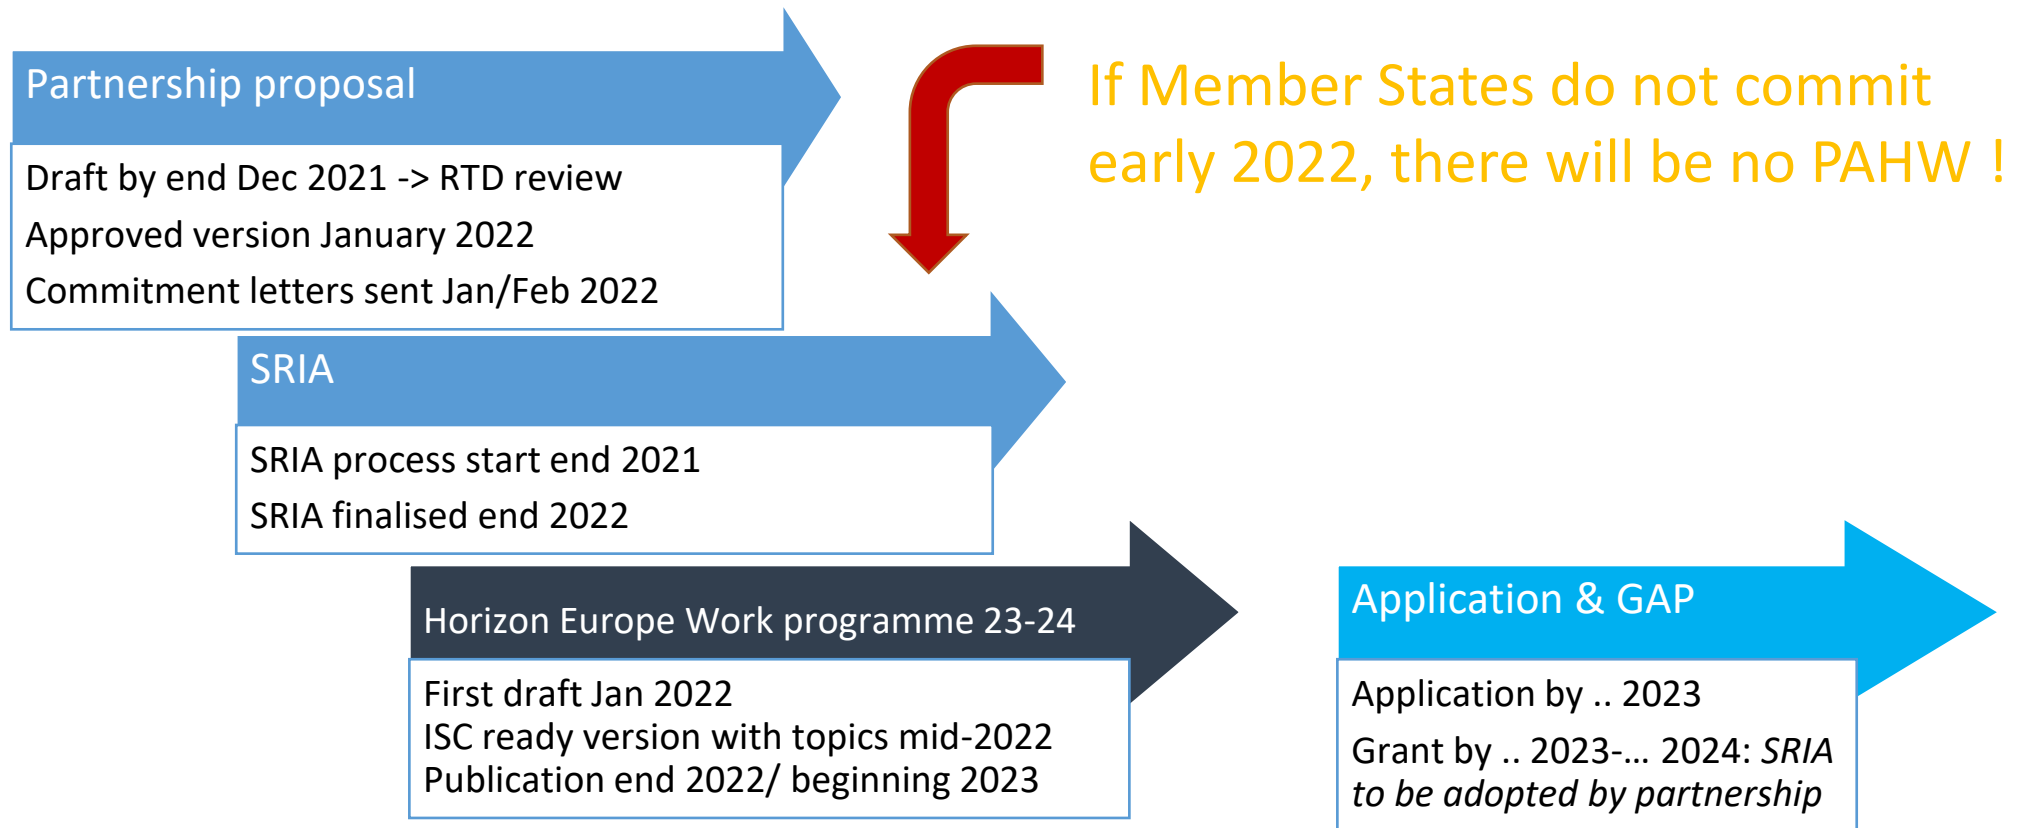 Partnership proposal
Draft by end Dec 2021 -> RTD review
Approved version January 2022
Commitment letters sent Jan/Feb 2022
If Member States do not commit
early 2022, there will be no PAHW !
SRIA
SRIA process start end 2021
SRIA finalised end 2022
Horizon Europe Work programme 23-24
First draft Jan 2022
ISC ready version with topics mid-2022
Publication end 2022/ beginning 2023
Application & GAP
Application by .. 2023
Grant by .. 2023-… 2024: SRIA
to be adopted by partnership